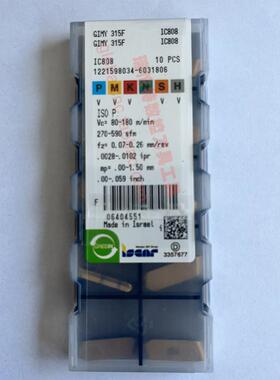 GIMY 315F IC808
GIMY 315F IC808
IC808 10 PCS
1221598034-6031806
P M K N S H
ISO P
Vc= 80-180 m/min
270-590 sfm
fz= 0.07-0.26 mm/rev
.0028-.0102 ipr
mp= .00-1.50 mm
.00-.059 inch
F
06404551
Made in Israel
iscar
3357677